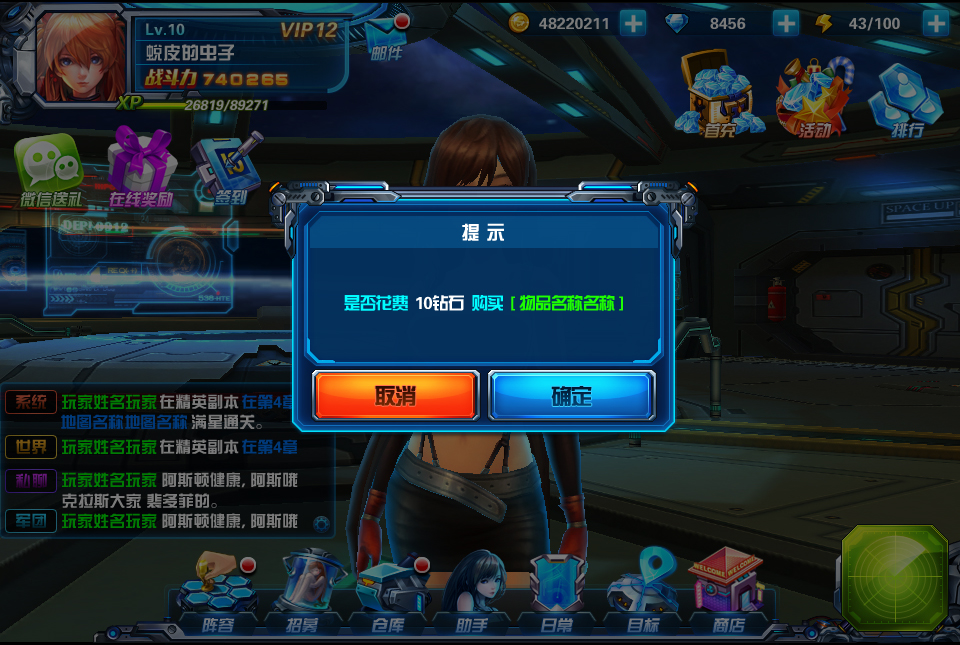 Lv.10
VIP12
蜕皮的虫子
战斗力 740265
XP 26819/89271
邮件
48220211
8456
43/100
首充
活动
排行
微信送礼
在线奖励
签到
SPACE UP
提 示
是否花费 10钻石 购买 [ 物品名称名称 ]
取消
确定
系统 玩家姓名玩家 在精英副本 在第4章
地图名称地图名称 满星通关。
世界 玩家姓名玩家 在精英副本 在第4章
私聊 玩家姓名玩家 阿斯顿健康, 阿斯哦
克拉斯大家 裴多菲的。
军团 玩家姓名玩家 阿斯顿健康, 阿斯哦
WELCOME WELCOME
阵容
招募
仓库
助手
日常
目标
商店